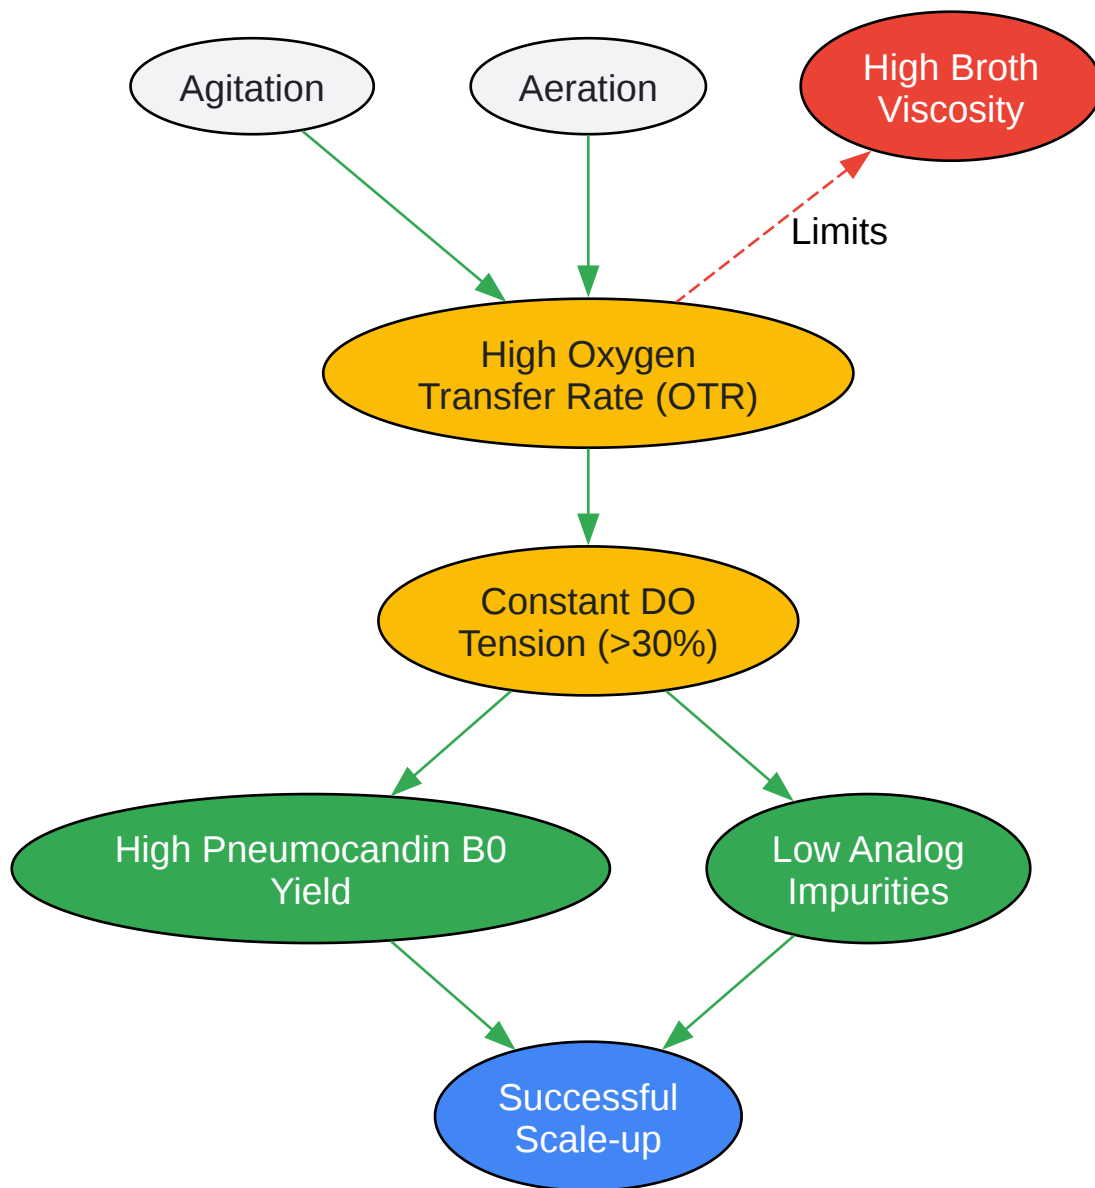 Agitation
Aeration
High Broth
Viscosity
Limits
High Oxygen
Transfer Rate (OTR)
Constant DO
Tension (>30%)
High Pneumocandin B0
Yield
Low Analog
Impurities
Successful
Scale-up